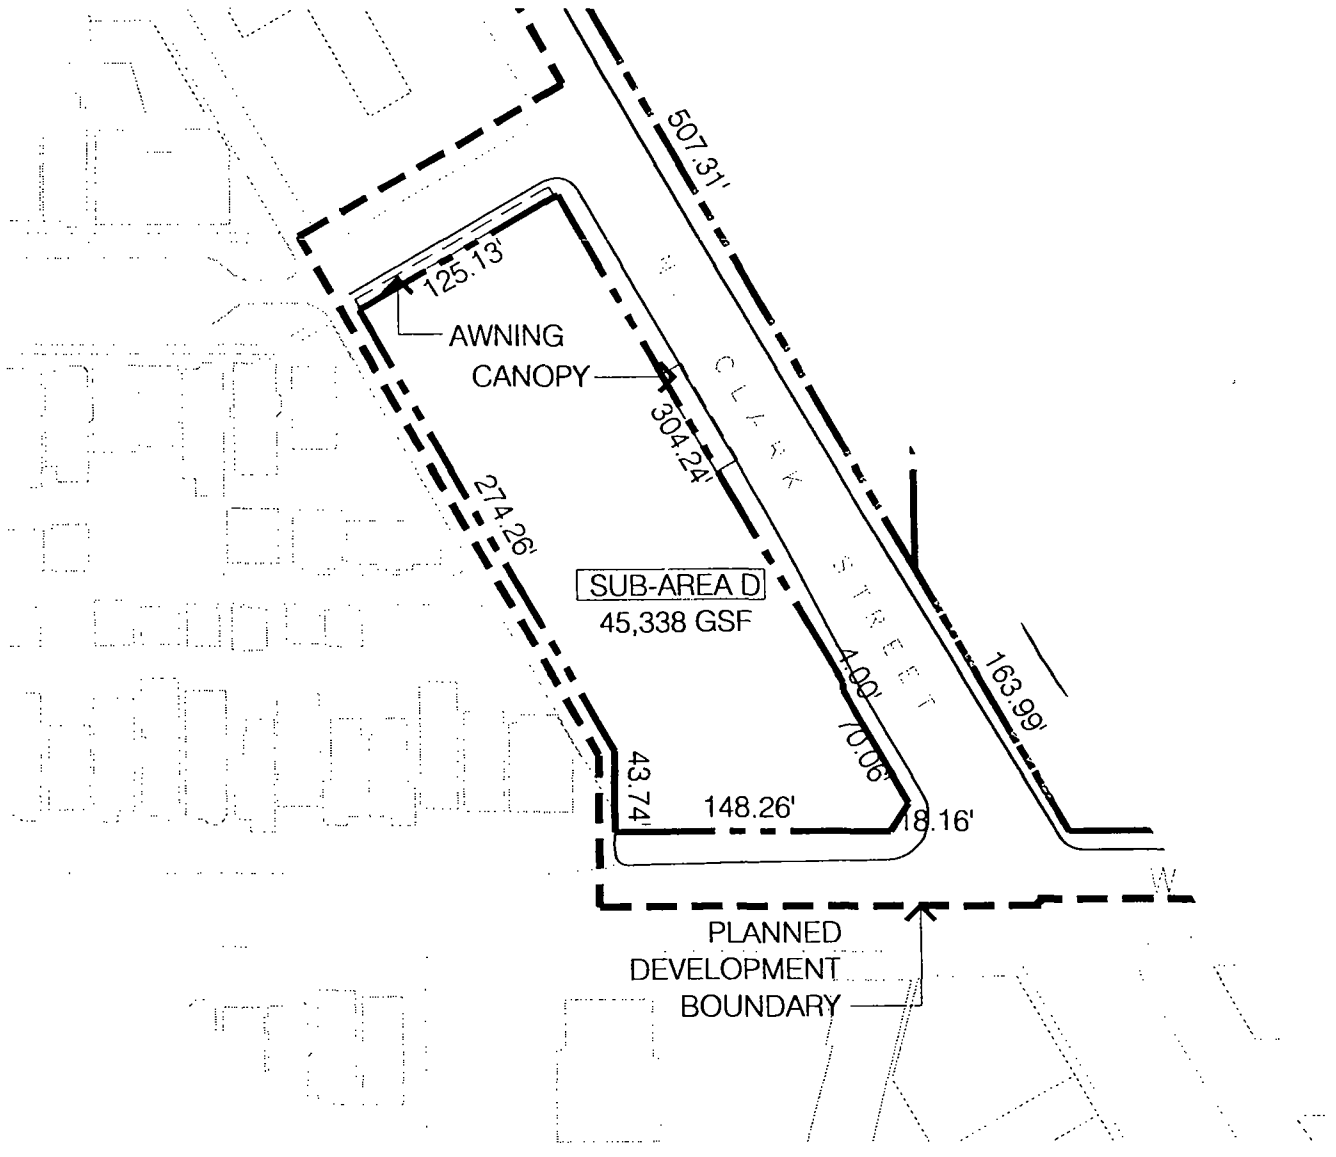 507.31'
125.13'
N. CLARK STREET
AWNING
CANOPY
304.24'
274.26'
SUB-AREA D
45,338 GSF
4.00'
163.99'
70.06'
43.74'
148.26'
18.16'
W
PLANNED
DEVELOPMENT
BOUNDARY